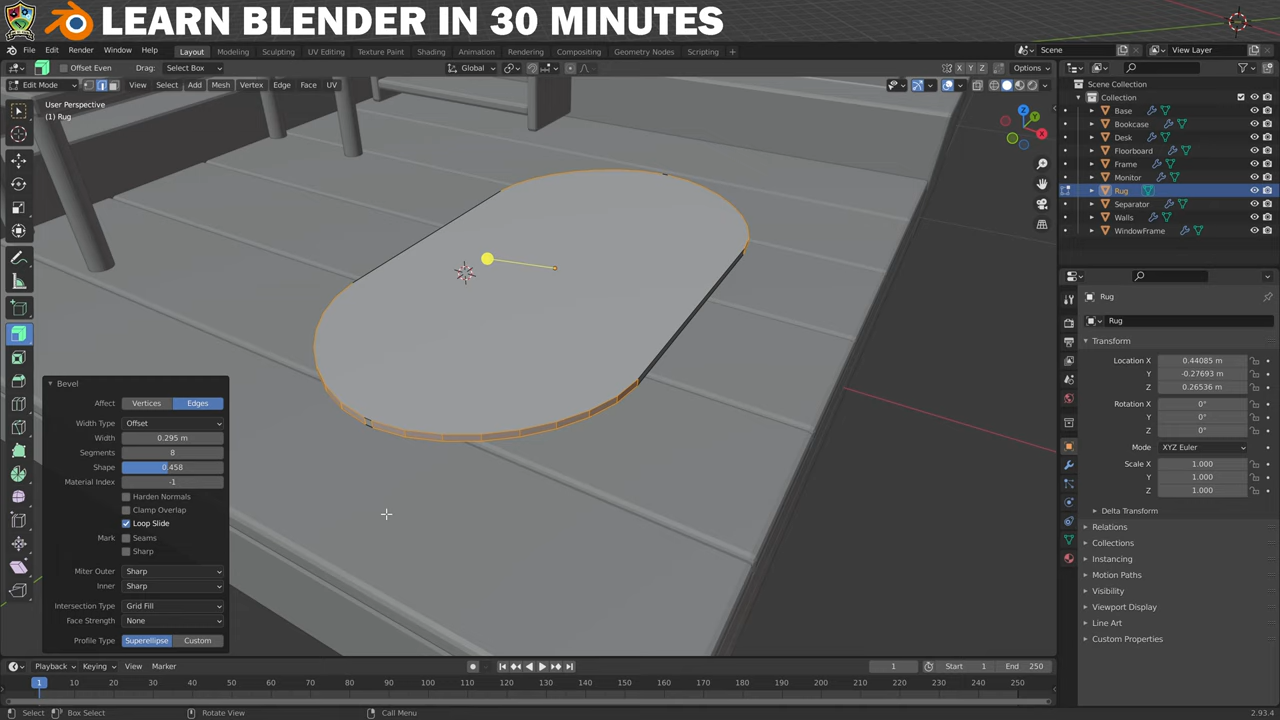 LEARN BLENDER IN 30 MINUTES
File Edit Render Window Help Layout Modeling Sculpting UV Editing Texture Paint Shading Animation Rendering Compositing Geometry Nodes Scripting + Scene View Layer
Offset Even Drag: Select Box Global X Y Z Options
Edit Mode View Select Add Mesh Vertex Edge Face UV
User Perspective
(1) Rug
Z
Y
X
Scene Collection
Collection
Base
Bookcase
Desk
Floorboard
Frame
Monitor
Rug
Separator
Walls
WindowFrame
Rug
Rug
Transform
Location X 0.44085 m
Y -0.27693 m
Z 0.26536 m
Rotation X 0°
Y 0°
Z 0°
Mode XYZ Euler
Scale X 1.000
Y 1.000
Z 1.000
Delta Transform
Relations
Collections
Instancing
Motion Paths
Visibility
Viewport Display
Line Art
Custom Properties
Bevel
Affect Vertices Edges
Width Type Offset
Width 0.295 m
Segments 8
Shape 0.458
Material Index -1
Harden Normals
Clamp Overlap
Loop Slide
Mark Seams
Sharp
Miter Outer Sharp
Inner Sharp
Intersection Type Grid Fill
Face Strength None
Profile Type Superellipse Custom
Playback Keying View Marker 1 Start 1 End 250
1 10 20 30 40 50 60 70 80 90 100 110 120 130 140 150 160 170 180 190 200 210 220 230 240 250
Select Box Select Rotate View Call Menu 2.93.4